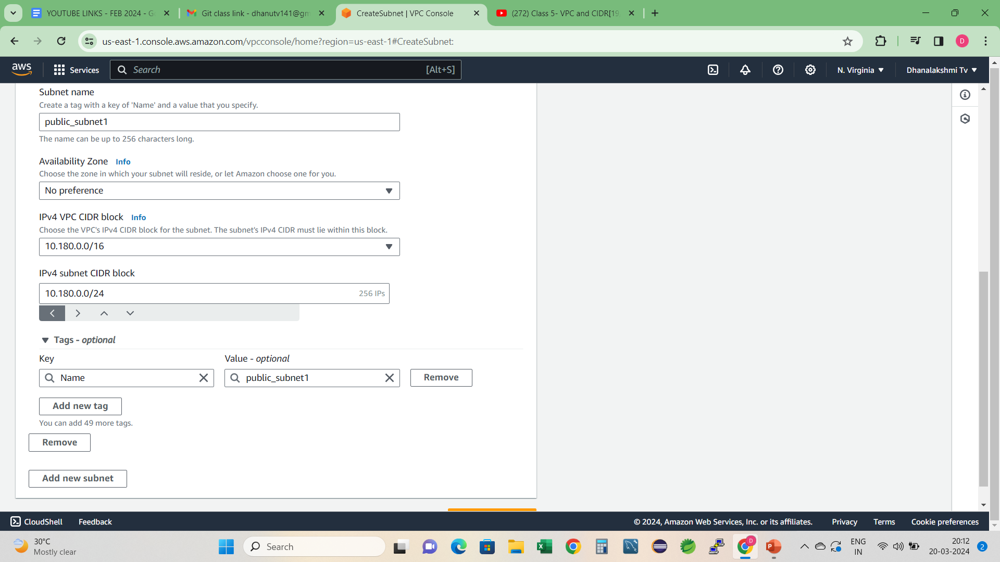 YOUTUBE LINKS - FEB 2024 - G
Git class link - dhanutv141@gm
CreateSubnet | VPC Console
(272) Class 5- VPC and CIDR[19
us-east-1.console.aws.amazon.com/vpcconsole/home?region=us-east-1#CreateSubnet:
D
aws
Services
Search
[Alt+S]
N. Virginia
Dhanalakshmi Tv
Subnet name
Create a tag with a key of 'Name' and a value that you specify.
public_subnet1
The name can be up to 256 characters long.
Availability Zone Info
Choose the zone in which your subnet will reside, or let Amazon choose one for you.
No preference
IPv4 VPC CIDR block Info
Choose the VPC's IPv4 CIDR block for the subnet. The subnet's IPv4 CIDR must lie within this block.
10.180.0.0/16
IPv4 subnet CIDR block
10.180.0.0/24
256 IPs
Tags - optional
Key
Value - optional
Name
public_subnet1
Remove
Add new tag
You can add 49 more tags.
Remove
Add new subnet
CloudShell
Feedback
© 2024, Amazon Web Services, Inc. or its affiliates.
Privacy
Terms
Cookie preferences
30°C
Mostly clear
Search
D
ENG
IN
20:12
20-03-2024
2